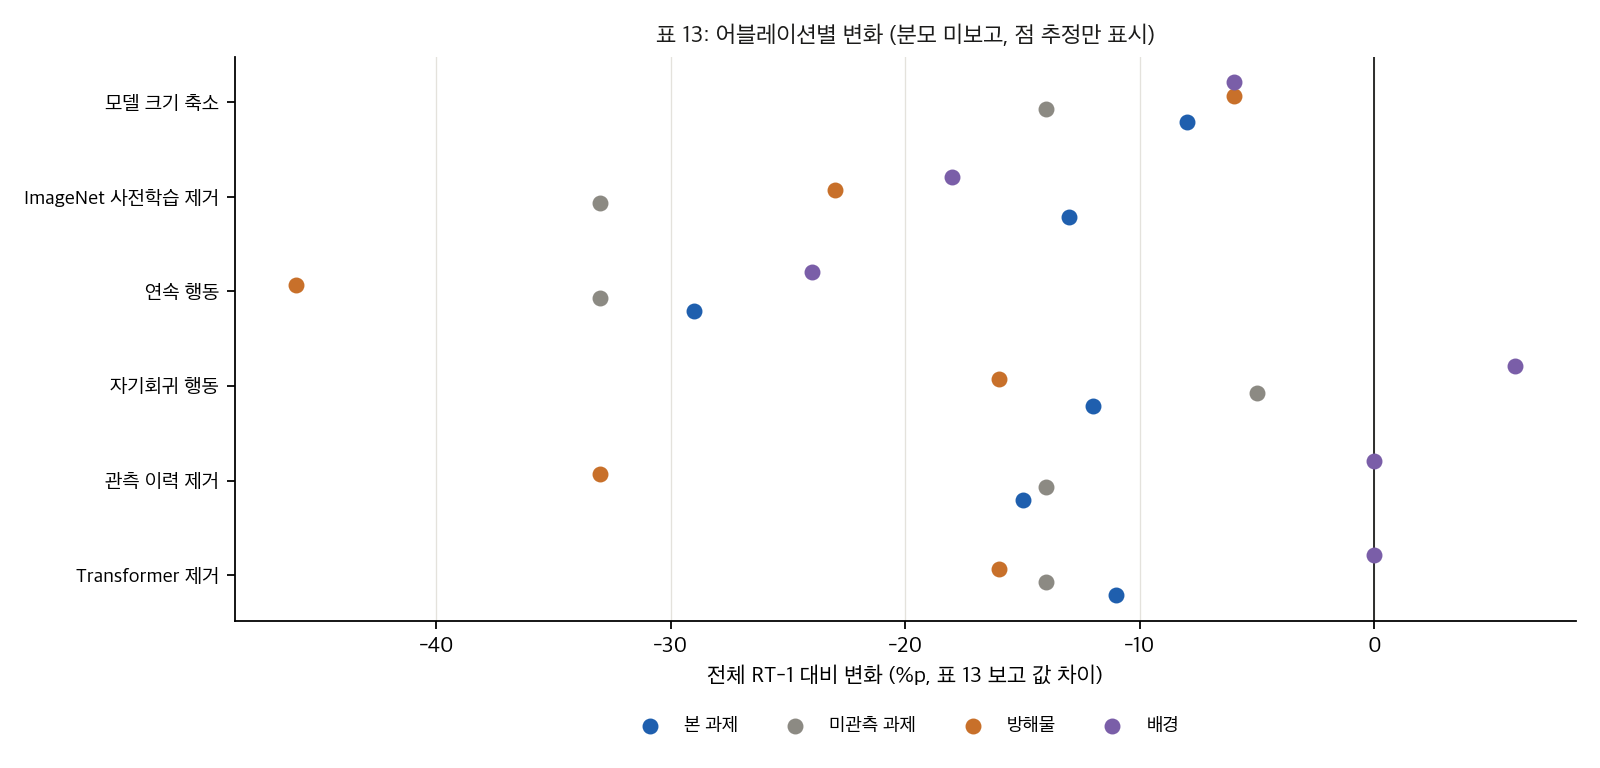 표 13: 어블레이션별 변화 (분모 미보고, 점 추정만 표시)
모델 크기 축소
ImageNet 사전학습 제거
연속 행동
자기회귀 행동
관측 이력 제거
Transformer 제거
-40 -30 -20 -10 0
전체 RT-1 대비 변화 (%p, 표 13 보고 값 차이)
본 과제 미관측 과제 방해물 배경